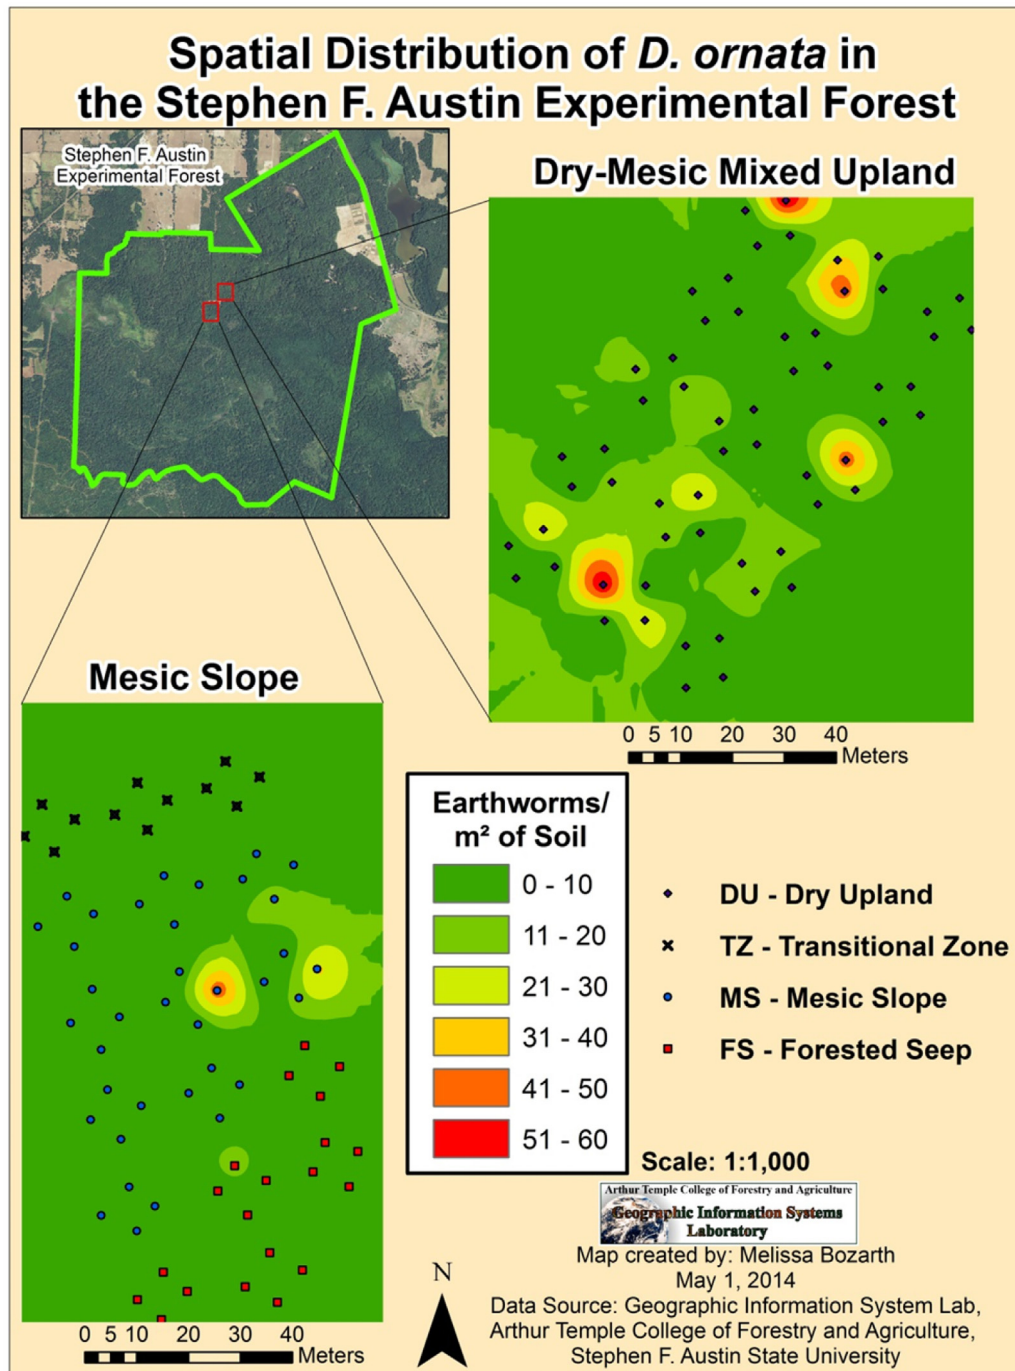 Spatial Distribution of D. ornata in
the Stephen F. Austin Experimental Forest
Stephen F. Austin
Experimental Forest
Dry-Mesic Mixed Upland
0 5 10 20 30 40
Meters
Mesic Slope
0 5 10 20 30 40
Meters
Earthworms/
m² of Soil
0 - 10
11 - 20
21 - 30
31 - 40
41 - 50
51 - 60
DU - Dry Upland
TZ - Transitional Zone
MS - Mesic Slope
FS - Forested Seep
Scale: 1:1,000
Arthur Temple College of Forestry and Agriculture
Geographic Information Systems
Laboratory
Map created by: Melissa Bozarth
May 1, 2014
Data Source: Geographic Information System Lab,
Arthur Temple College of Forestry and Agriculture,
Stephen F. Austin State University
N